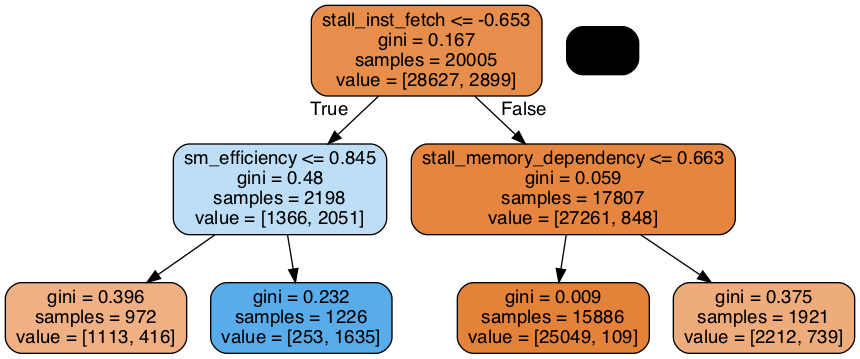 stall_inst_fetch <= -0.653
gini = 0.167
samples = 20005
value = [28627, 2899]
True
False
sm_efficiency <= 0.845
gini = 0.48
samples = 2198
value = [1366, 2051]
stall_memory_dependency <= 0.663
gini = 0.059
samples = 17807
value = [27261, 848]
gini = 0.396
samples = 972
value = [1113, 416]
gini = 0.232
samples = 1226
value = [253, 1635]
gini = 0.009
samples = 15886
value = [25049, 109]
gini = 0.375
samples = 1921
value = [2212, 739]